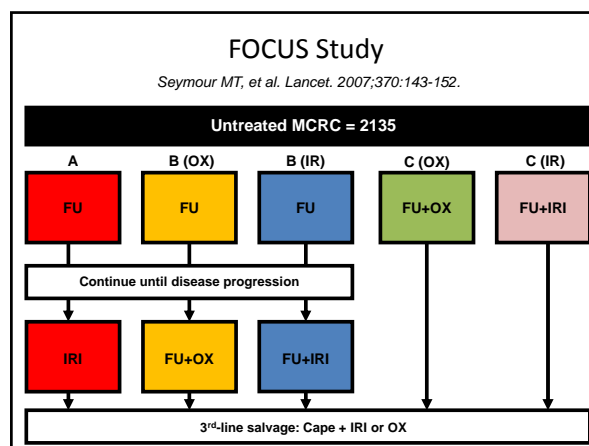 FOCUS Study
Seymour MT, et al. Lancet. 2007;370:143-152.
Untreated MCRC = 2135
A B (OX) B (IR) C (OX) C (IR)
FU FU FU FU+OX FU+IRI
Continue until disease progression
IRI FU+OX FU+IRI
3rd-line salvage: Cape + IRI or OX